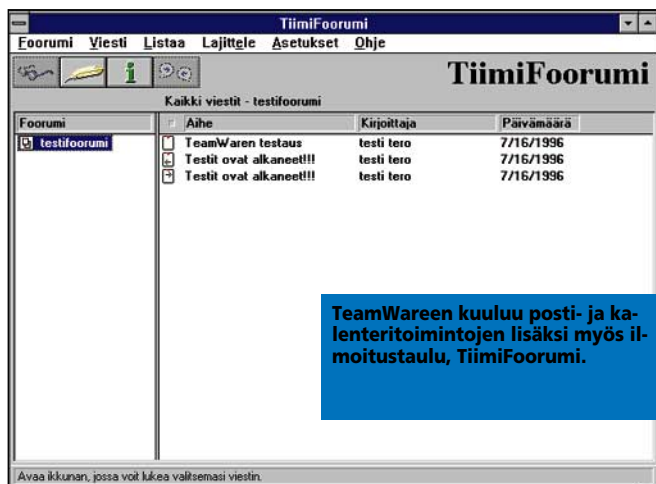 TiimiFoorumi
Foorumi Viesti Listaa Lajittele Asetukset Ohje
TiimiFoorumi
Kaikki viestit - testifoorumi
Foorumi Aihe Kirjoittaja Päivämäärä
testifoorumi TeamWaren testaus testi tero 7/16/1996
Testit ovat alkaneet!!! testi tero 7/16/1996
Testit ovat alkaneet!!! testi tero 7/16/1996
TeamWareen kuuluu posti- ja ka-
lenteritoimintojen lisäksi myös il-
moitustaulu, TiimiFoorumi.
Avaa ikkunan, jossa voit lukea valitsemasi viestin.